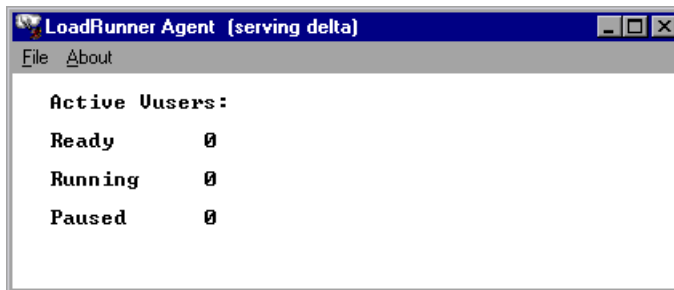 LoadRunner Agent (serving delta)
File About
Active Vusers:
Ready 0
Running 0
Paused 0